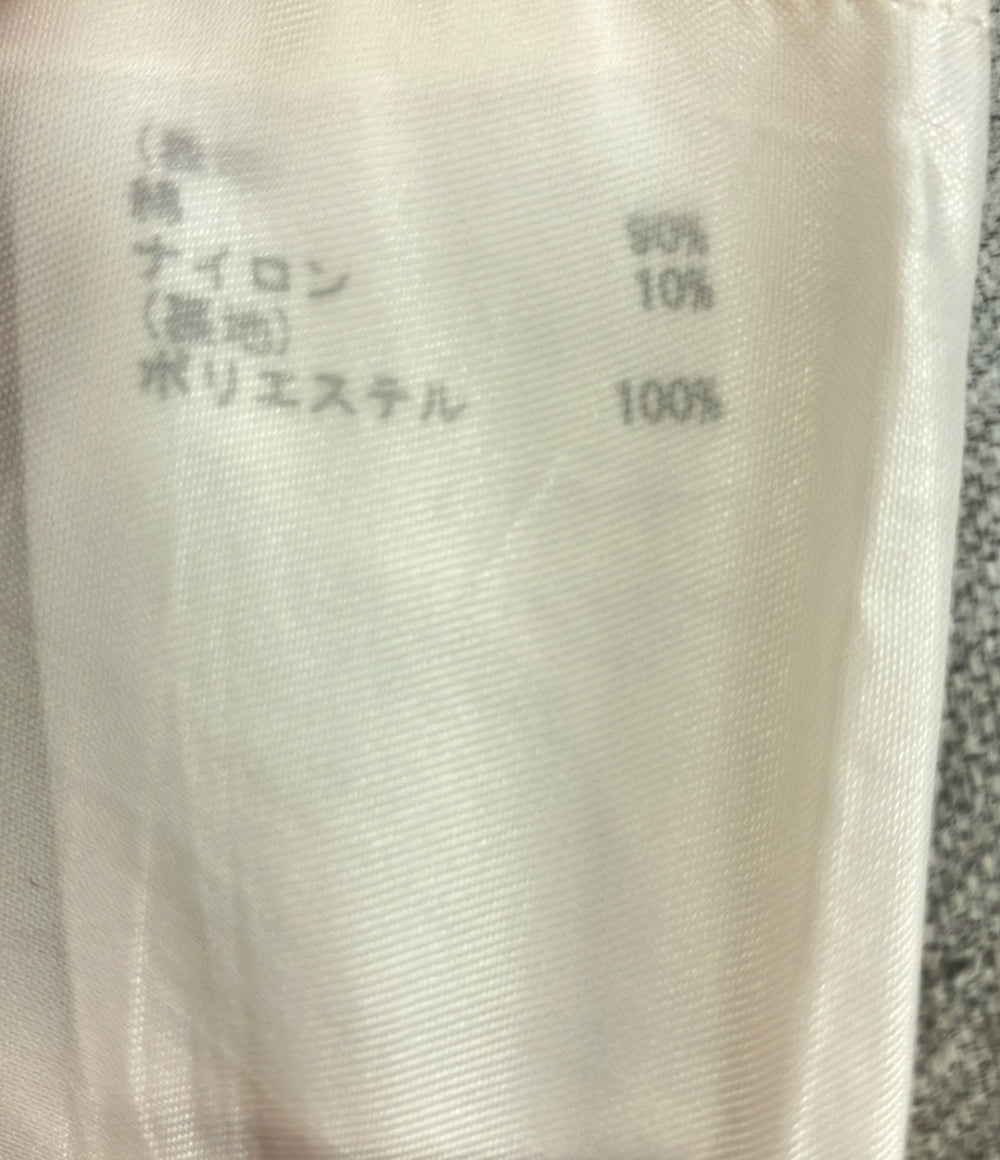 綿 90%
ナイロン 10%
(裏地)
ポリエステル 100%